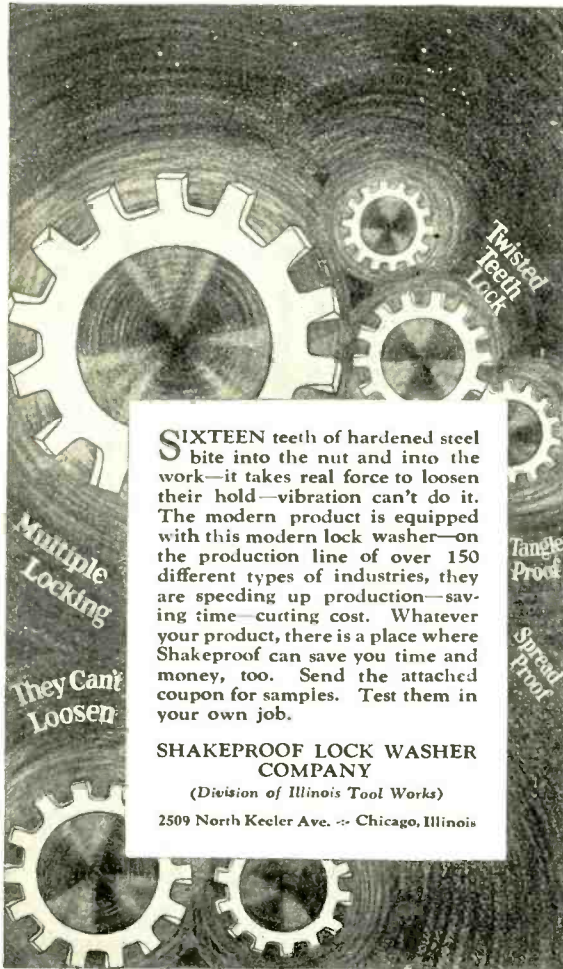 Twisted
Teeth
Lock
SIXTEEN teeth of hardened steel
bite into the nut and into the
work—it takes real force to loosen
their hold—vibration can't do it.
The modern product is equipped
with this modern lock washer—on
the production line of over 150
different types of industries, they
are speeding up production—sav-
ing time—cutting cost. Whatever
your product, there is a place where
Shakeproof can save you time and
money, too. Send the attached
coupon for samples. Test them in
your own job.
SHAKEPROOF LOCK WASHER
COMPANY
(Division of Illinois Tool Works)
2509 North Keeler Ave. -:- Chicago, Illinois
Multiple
Locking
They Can't
Loosen
Tangle
Proof
Spread
Proof